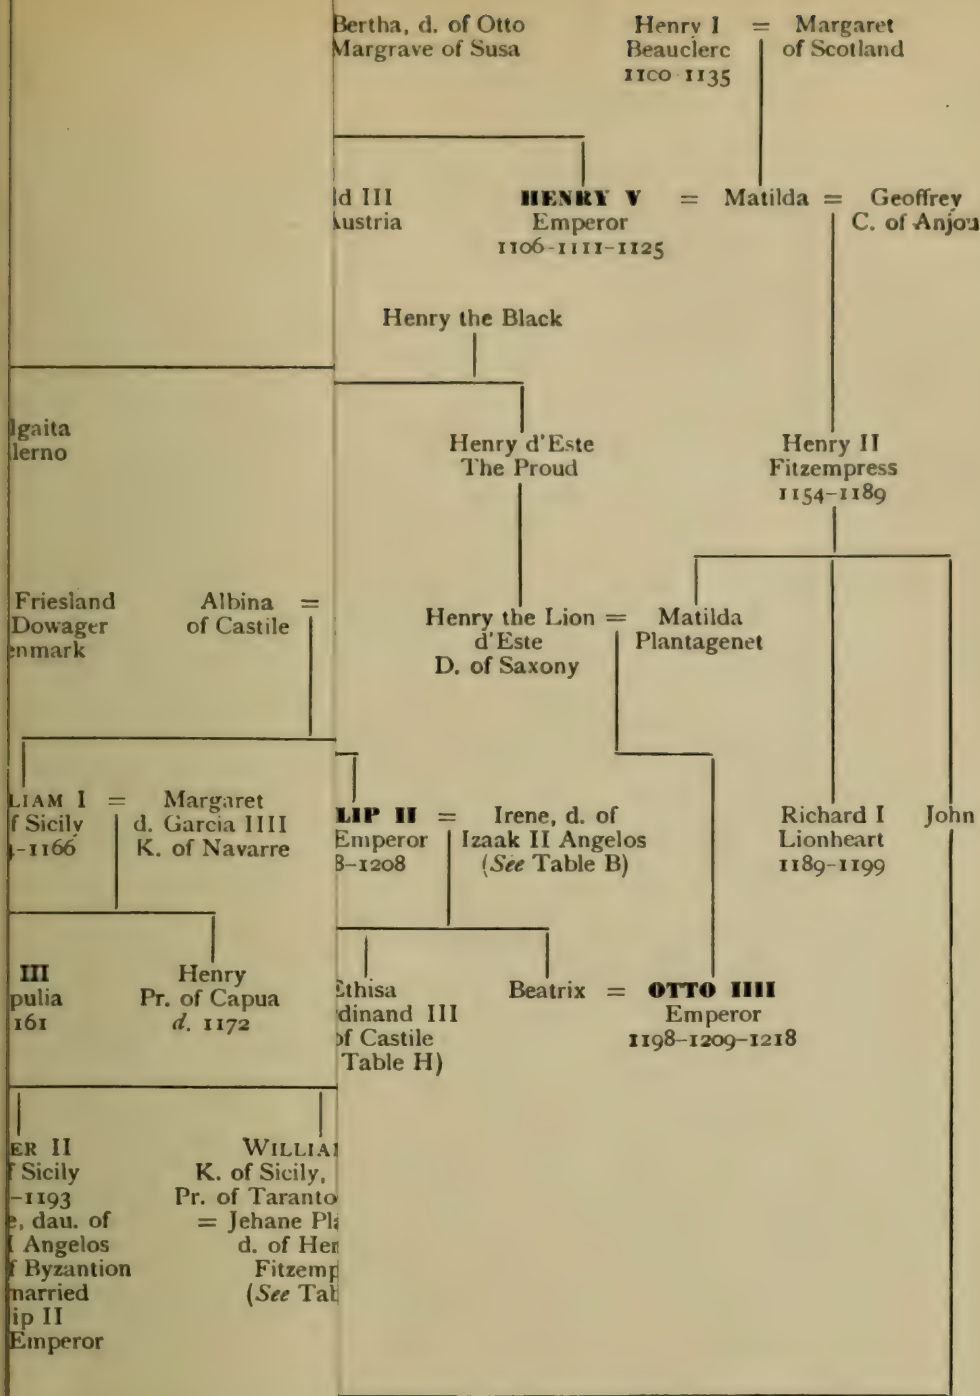 Bertha, d. of Otto
Margrave of Susa
Henry I = Margaret
Beauclerc of Scotland
1100-1135
ld III
Austria
HENRY V = Matilda = Geoffrey
Emperor C. of Anjou
1106-1111-1125
Henry the Black
lgaita
lerno
Henry d'Este
The Proud
Henry II
Fitzempress
1154-1189
Friesland
Dowager
enmark
Albina =
of Castile
Henry the Lion = Matilda
d'Este Plantagenet
D. of Saxony
LIAM I = Margaret
f Sicily d. Garcia IIII
-1166 K. of Navarre
LIP II = Irene, d. of
Emperor Izaak II Angelos
8-1208 (See Table B)
Richard I
Lionheart
1189-1199
John
III
pulia
161
Henry
Pr. of Capua
d. 1172
Ethisa
dinand III
of Castile
Table H)
Beatrix = OTTO IIII
Emperor
1198-1209-1218
ER II
f Sicily
-1193
e, dau. of
Angelos
f Byzantion
married
ip II
Emperor
WILLIA
K. of Sicily,
Pr. of Taranto
= Jehane Pla
d. of Hen
Fitzemp
(See Tab